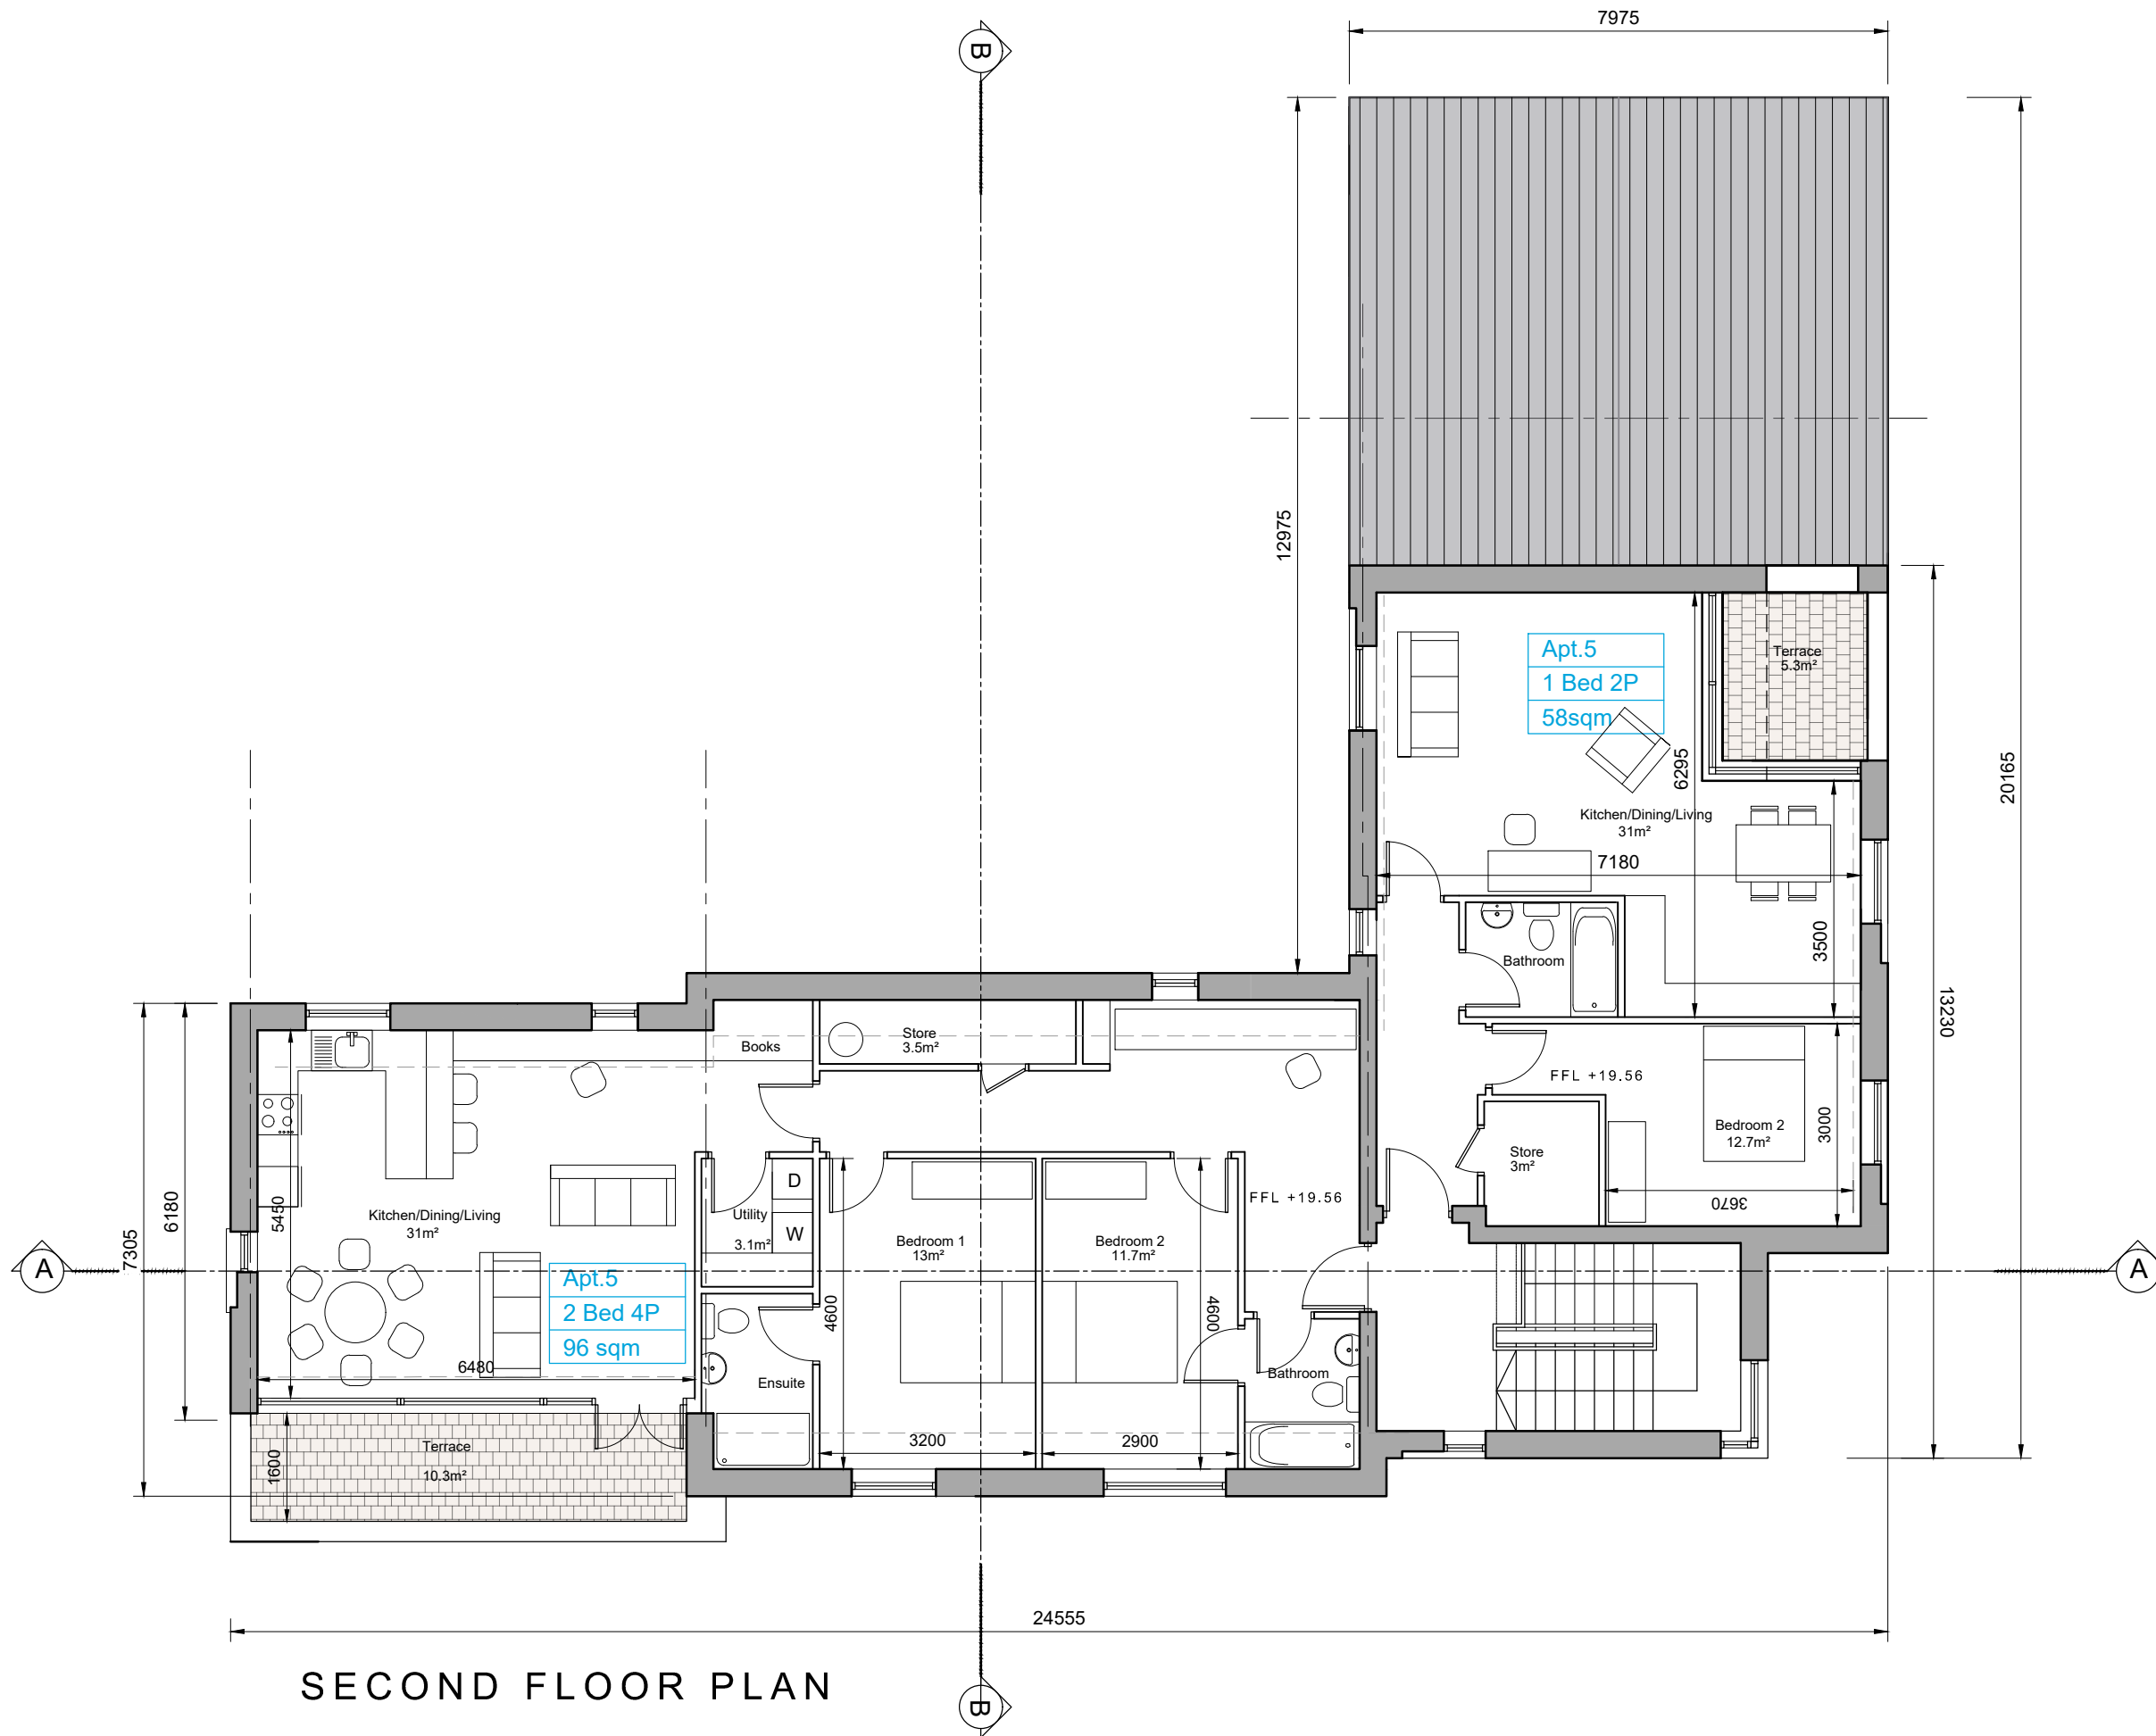 7975
B
12975
20165
13230
Apt.5
1 Bed 2P
58sqm
Terrace
5.3m²
6295
Kitchen/Dining/Living
31m²
7180
3500
Bathroom
FFL +19.56
Bedroom 2
12.7m²
3000
Store
3m²
3670
Books
Store
3.5m²
D
W
Utility
3.1m²
FFL +19.56
Kitchen/Dining/Living
31m²
5450
6180
7305
A
A
Bedroom 1
13m²
Bedroom 2
11.7m²
Apt.5
2 Bed 4P
96 sqm
4600
4600
6480
Ensuite
Bathroom
3200
2900
Terrace
10.3m²
1600
24555
SECOND FLOOR PLAN
B